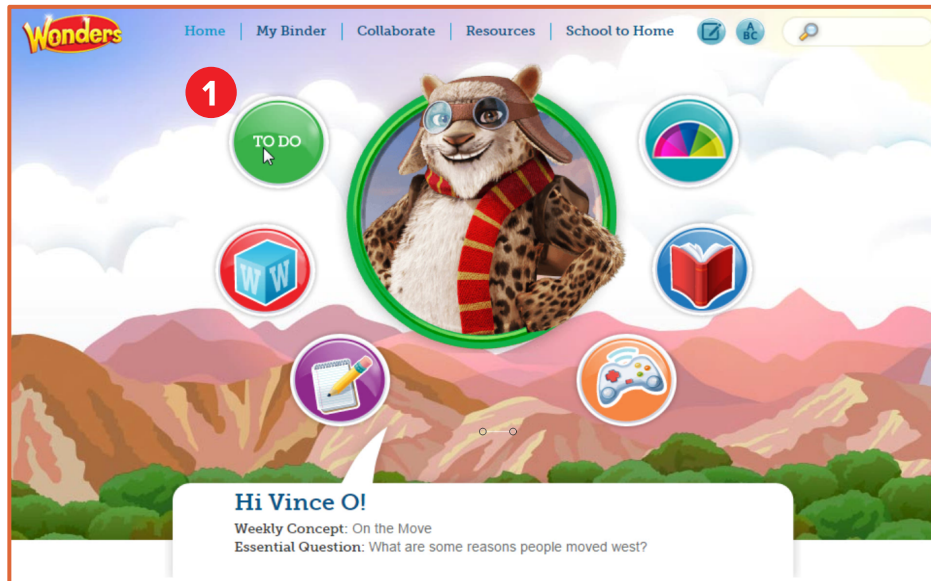 Wonders
Home | My Binder | Collaborate | Resources | School to Home
A
BC
1
TO DO
W W
Hi Vince O!
Weekly Concept: On the Move
Essential Question: What are some reasons people moved west?